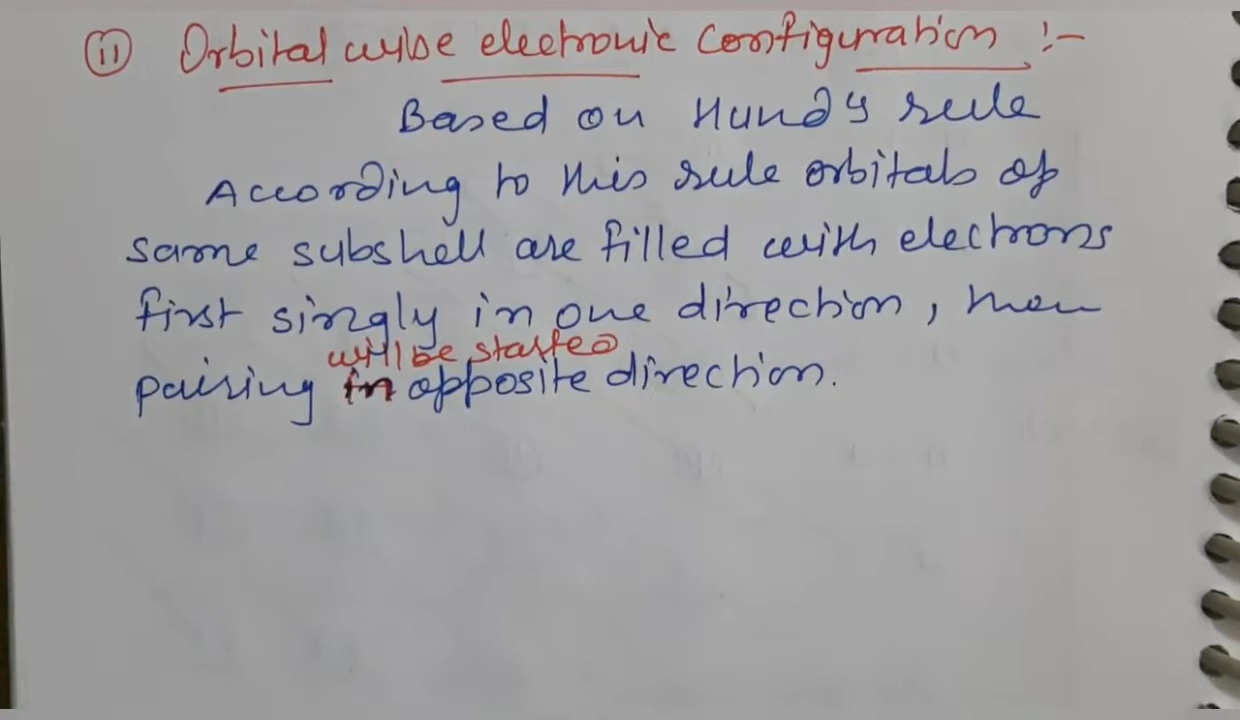 (ii) Orbital wise electronic configuration :-
Based on Hund's rule
According to this rule orbitals of
same subshell are filled with electrons
first singly in one direction, then
will be started
pairing in opposite direction.